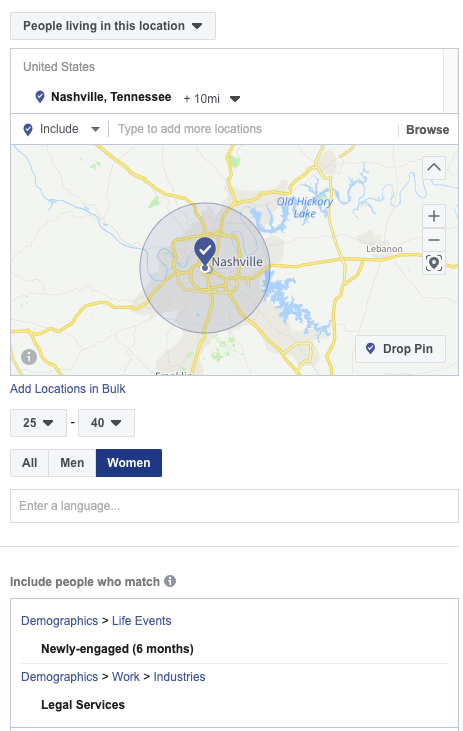 People living in this location
United States
Nashville, Tennessee + 10mi
Include Type to add more locations Browse
Old Hickory
Lake
Lebanon
Nashville
Drop Pin
Franklin
Add Locations in Bulk
25 - 40
All Men Women
Enter a language...
Include people who match
Demographics > Life Events
Newly-engaged (6 months)
Demographics > Work > Industries
Legal Services